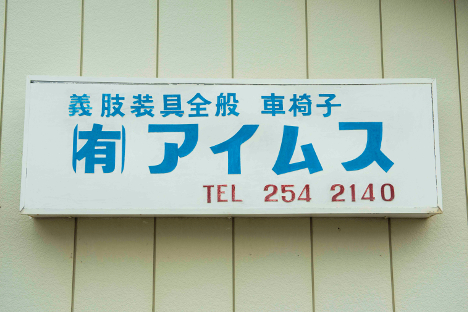 義肢装具全般 車椅子
(有)アイムス
TEL 254 2140